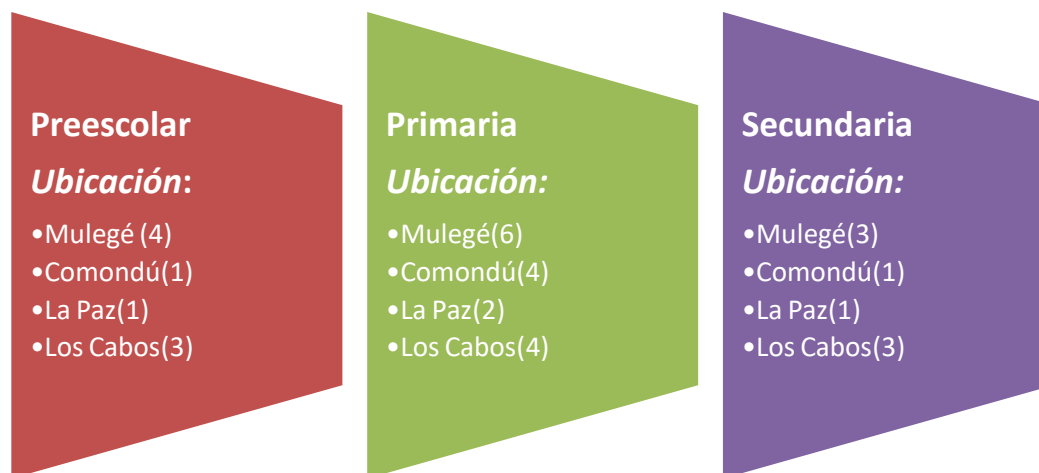 Preescolar
Ubicación:
•Mulegé (4)
•Comondú(1)
•La Paz(1)
•Los Cabos(3)
Primaria
Ubicación:
•Mulegé(6)
•Comondú(4)
•La Paz(2)
•Los Cabos(4)
Secundaria
Ubicación:
•Mulegé(3)
•Comondú(1)
•La Paz(1)
•Los Cabos(3)